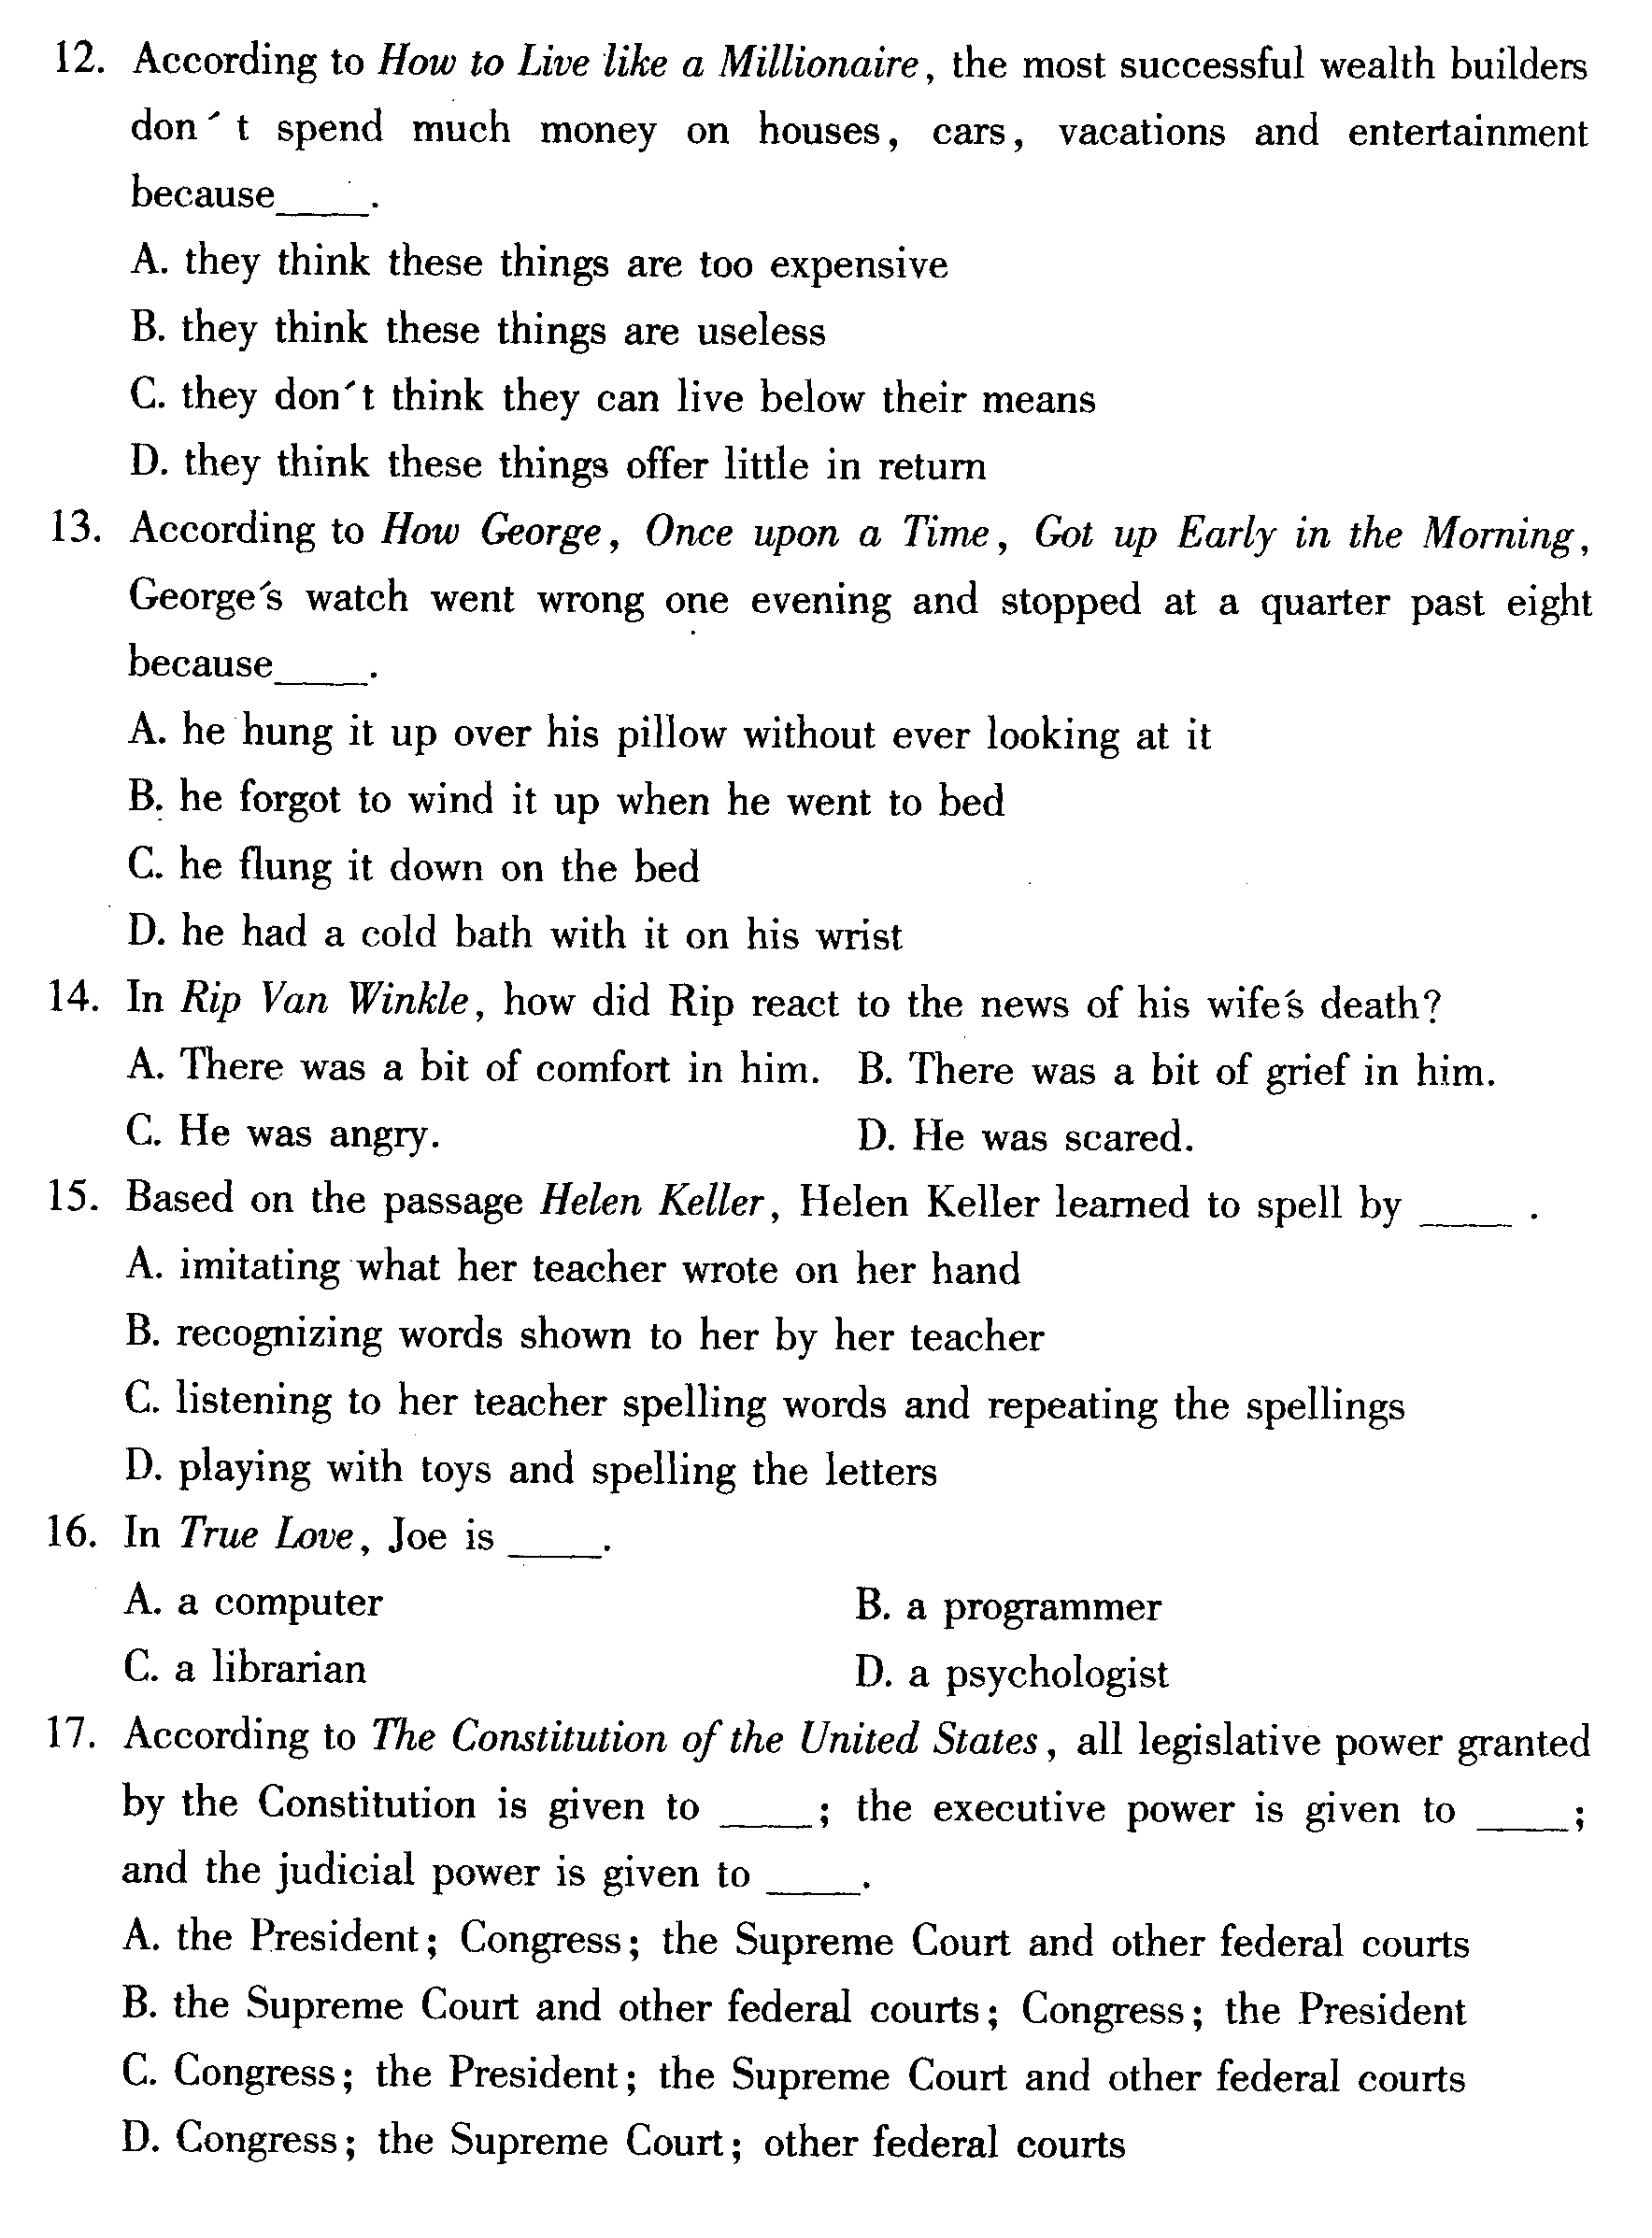 12. According to How to Live like a Millionaire, the most successful wealth builders
don´t spend much money on houses, cars, vacations and entertainment
because____.
A. they think these things are too expensive
B. they think these things are useless
C. they don´t think they can live below their means
D. they think these things offer little in return
13. According to How George, Once upon a Time, Got up Early in the Morning,
George´s watch went wrong one evening and stopped at a quarter past eight
because____.
A. he hung it up over his pillow without ever looking at it
B. he forgot to wind it up when he went to bed
C. he flung it down on the bed
D. he had a cold bath with it on his wrist
14. In Rip Van Winkle, how did Rip react to the news of his wife´s death?
A. There was a bit of comfort in him. B. There was a bit of grief in him.
C. He was angry. D. He was scared.
15. Based on the passage Helen Keller, Helen Keller learned to spell by ____ .
A. imitating what her teacher wrote on her hand
B. recognizing words shown to her by her teacher
C. listening to her teacher spelling words and repeating the spellings
D. playing with toys and spelling the letters
16. In True Love, Joe is ____.
A. a computer B. a programmer
C. a librarian D. a psychologist
17. According to The Constitution of the United States, all legislative power granted
by the Constitution is given to ____; the executive power is given to ____;
and the judicial power is given to ____.
A. the President; Congress; the Supreme Court and other federal courts
B. the Supreme Court and other federal courts; Congress; the President
C. Congress; the President; the Supreme Court and other federal courts
D. Congress; the Supreme Court; other federal courts